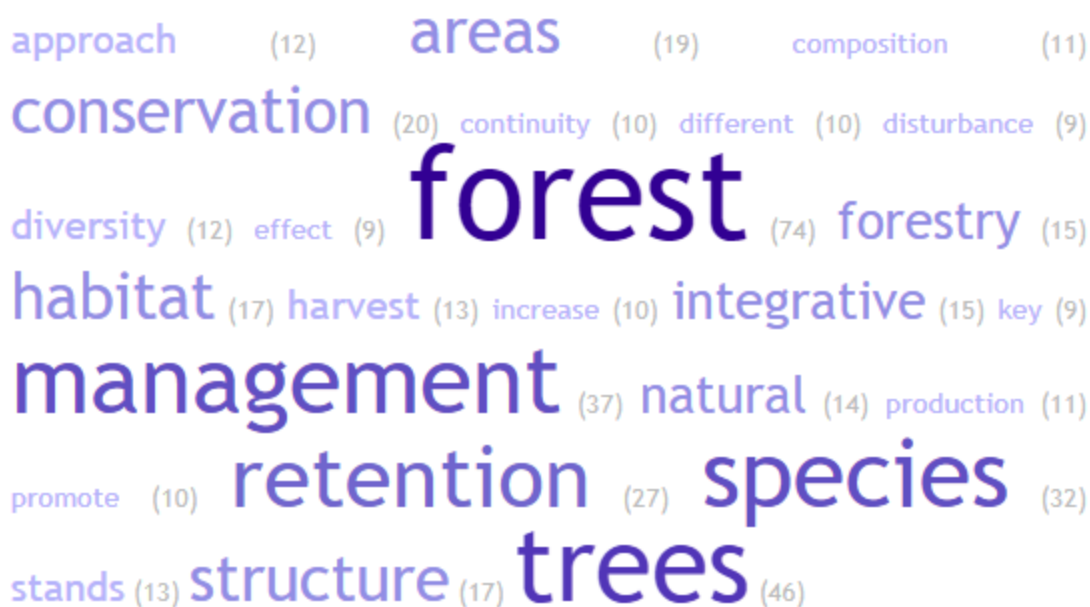 approach (12) areas (19) composition (11)
conservation (20) continuity (10) different (10) disturbance (9)
diversity (12) effect (9) forest (74) forestry (15)
habitat (17) harvest (13) increase (10) integrative (15) key (9)
management (37) natural (14) production (11)
promote (10) retention (27) species (32)
stands (13) structure (17) trees (46)